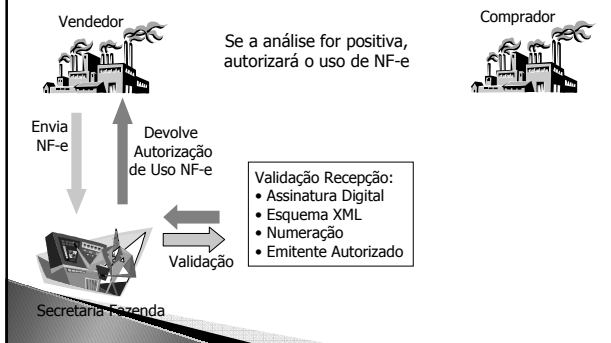 Vendedor
Se a análise for positiva,
autorizará o uso de NF-e
Comprador
Envia
NF-e
Devolve
Autorização
de Uso NF-e
Validação Recepção:
• Assinatura Digital
• Esquema XML
• Numeração
• Emitente Autorizado
Validação
Secretaria Fazenda